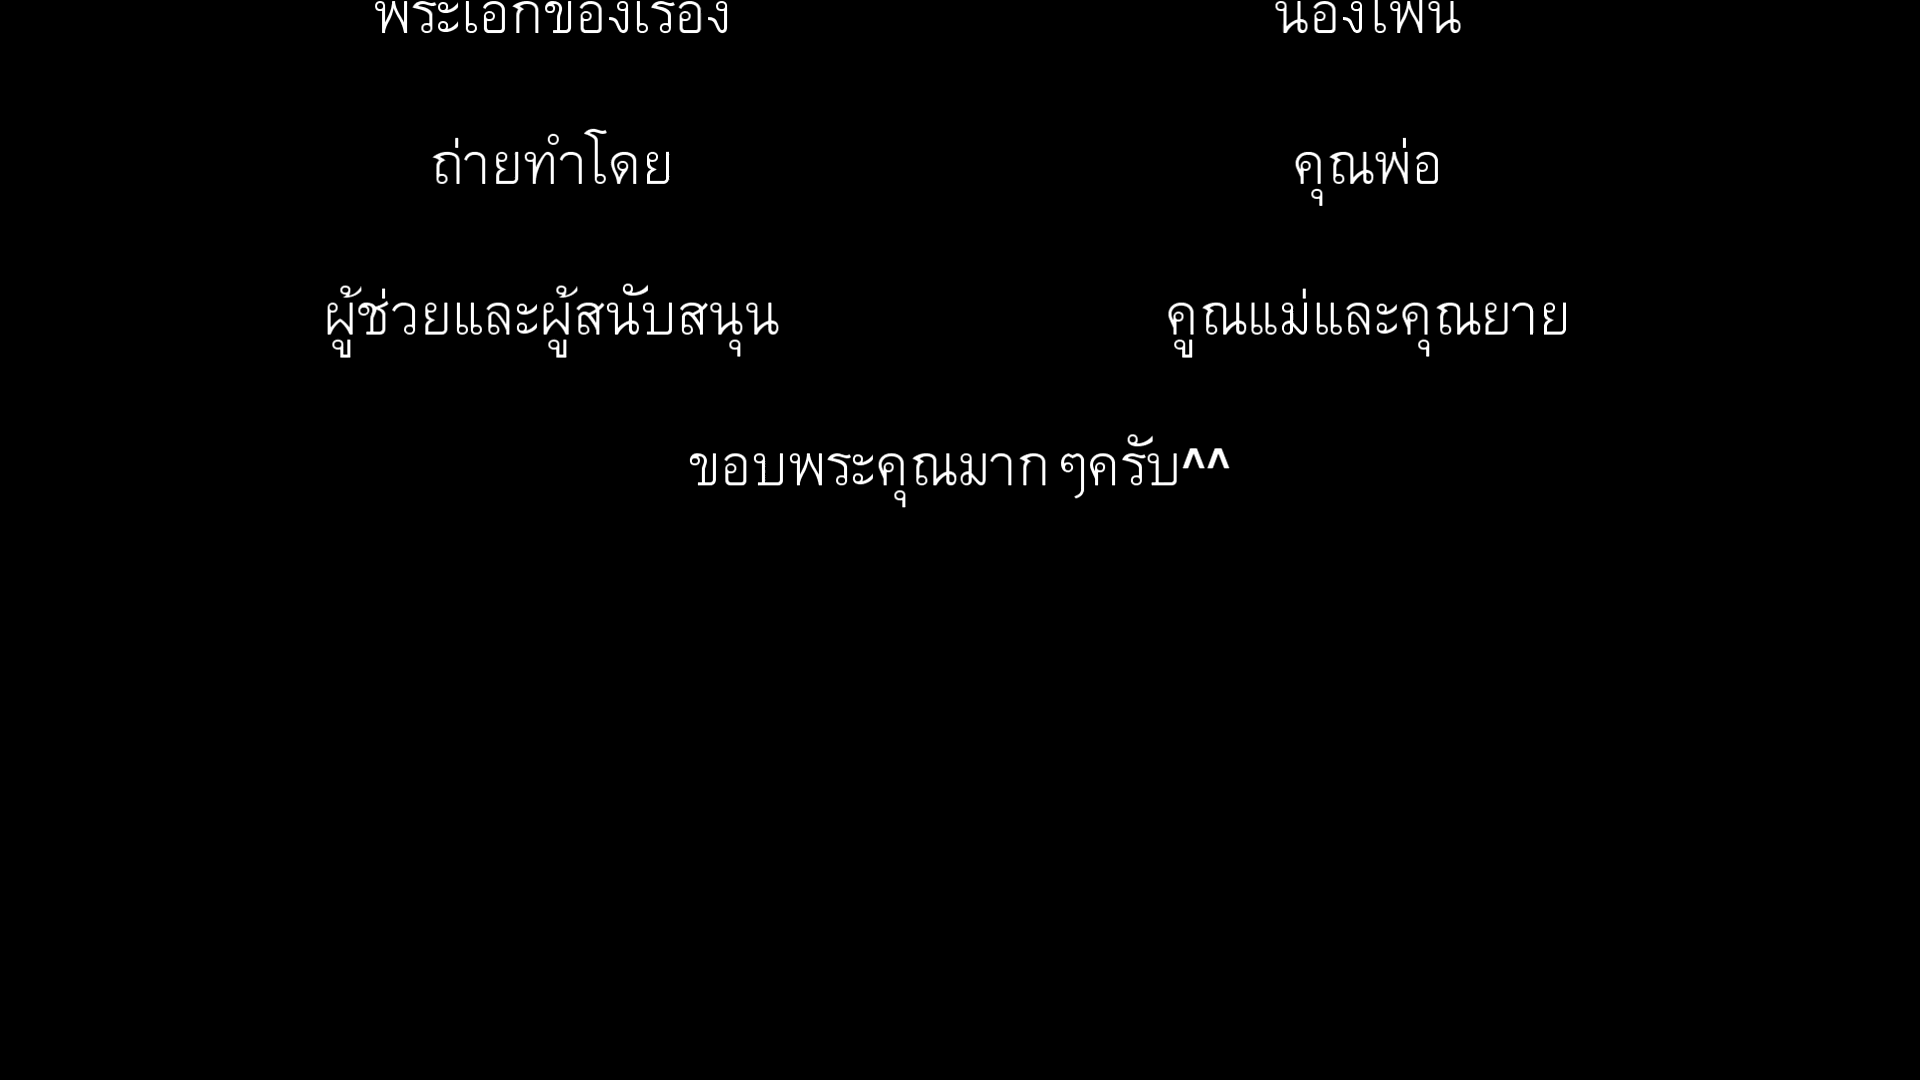 พระเอกของเรื่อง น้อง
ถ่ายทำโดย คุณพ่อ
ผู้ช่วยและผู้สนับสนุน คูณแม่และคุณยาย
ขอบพระคุณมาก ๆครับ^^